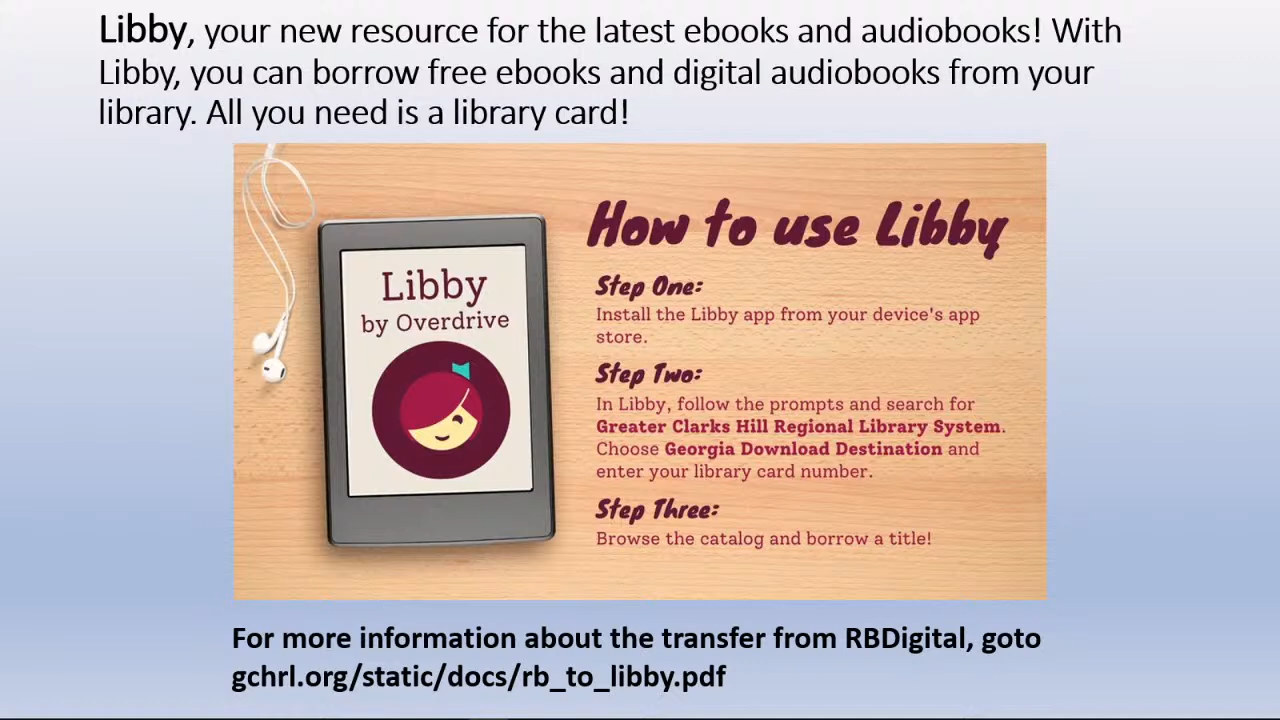 Libby, your new resource for the latest ebooks and audiobooks! With
Libby, you can borrow free ebooks and digital audiobooks from your
library. All you need is a library card!
Libby
by Overdrive
How to use Libby
Step One:
Install the Libby app from your device's app
store.
Step Two:
In Libby, follow the prompts and search for
Greater Clarks Hill Regional Library System.
Choose Georgia Download Destination and
enter your library card number.
Step Three:
Browse the catalog and borrow a title!
For more information about the transfer from RBDigital, goto
gchrl.org/static/docs/rb_to_libby.pdf